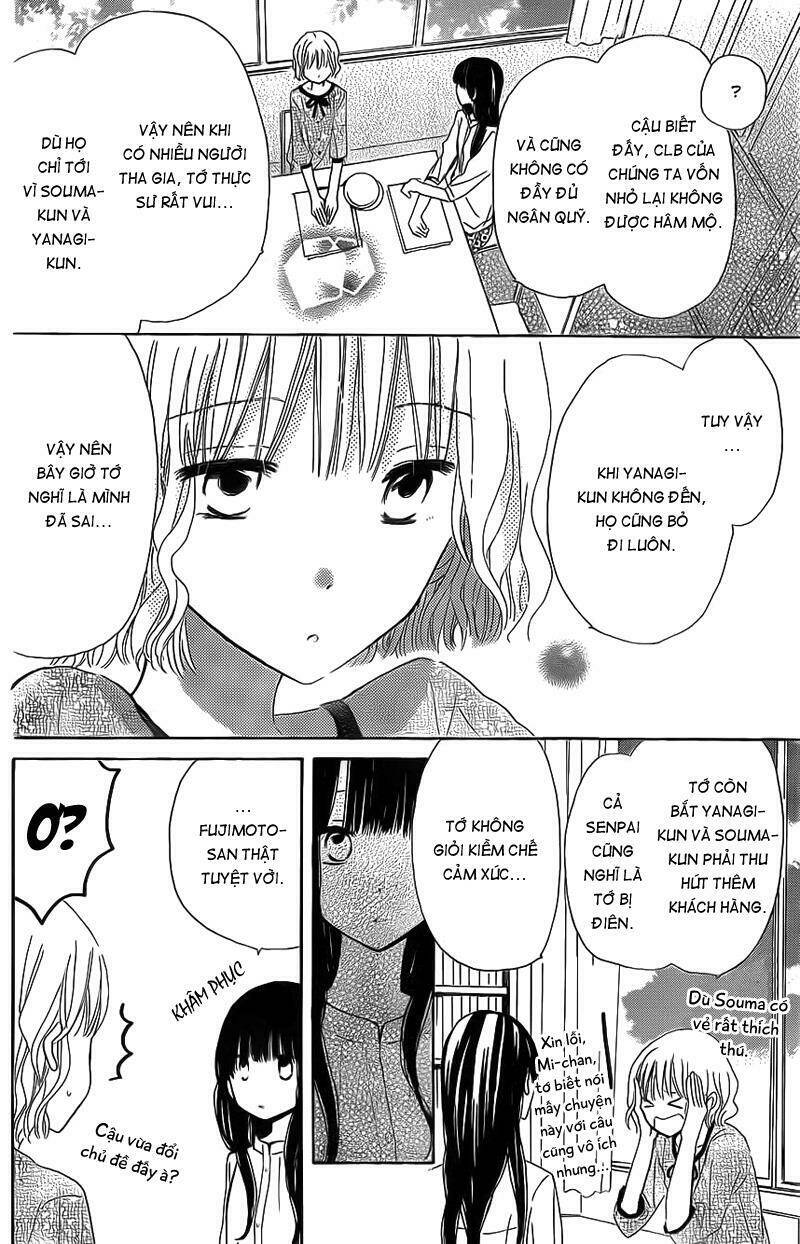 ?
CẬU BIẾT
ĐẤY, CLB CỦA
CHÚNG TA VỐN
NHỎ LẠI KHÔNG
ĐƯỢC HÂM MỘ.
VÀ CŨNG
KHÔNG CÓ
ĐẦY ĐỦ
NGÂN QUỸ.
VẬY NÊN KHI
CÓ NHIỀU NGƯỜI
THA GIA, TỚ THỰC
SƯ RẤT VUI...
DÙ HỌ
CHỈ TỚI
VÌ SOUMA-
KUN VÀ
YANAGI-
KUN.
TUY VẬY
...
KHI YANAGI-
KUN KHÔNG ĐẾN,
HỌ CŨNG BỎ
ĐI LUÔN.
VẬY NÊN
BÂY GIỜ TỚ
NGHĨ LÀ MÌNH
ĐÃ SAI...
TỚ CÒN
BẮT YANAGI-
KUN VÀ SOUMA-
KUN PHẢI THU
HÚT THÊM
KHÁCH HÀNG.
CẢ
SENPAI
CŨNG
NGHĨ LÀ
TỚ BỊ
ĐIÊN.
Dù Souma có
vẻ rất thích
thú.
Xin lỗi,
Mi-chan,
tớ biết nói
mấy chuyện
này với câu
cũng vô ích
nhưng...
TỚ KHÔNG
GIỎI KIỀM CHẾ
CẢM XÚC...
...
FUJIMOTO-
SAN THẬT
TUYỆT VỜI.
KHÂM PHỤC
Ơ?
Cậu vừa đổi
chủ đề đấy à?